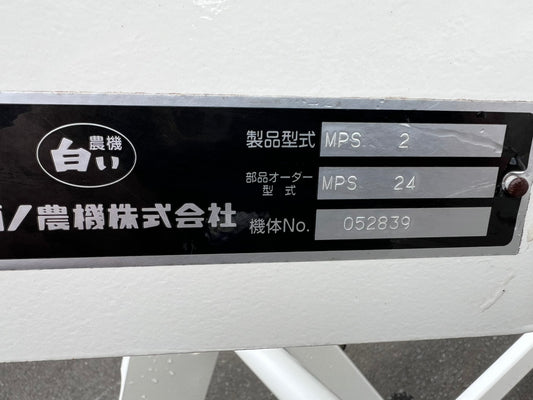 農機
白い
製品型式 MPS 2
部品オーダー型式 MPS 24
ノ農機株式会社
機体No. 052839